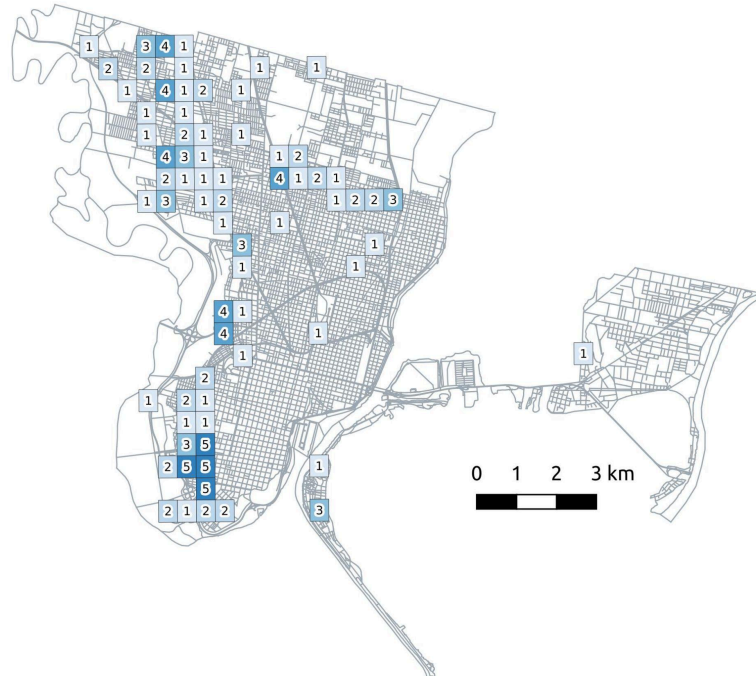 1 3 4 1
2 2 1 1 1
1 4 1 2 1
1 1
1 2 1 1
4 3 1 1 2
2 1 1 1 4 1 2 1
1 3 1 2 1 2 2 3
1 1
3 1
1 1
4 1
4 1
1 1
2
1 2 1
1 1
3 5
2 5 5 1
5
2 1 2 2 3
0 1 2 3 km